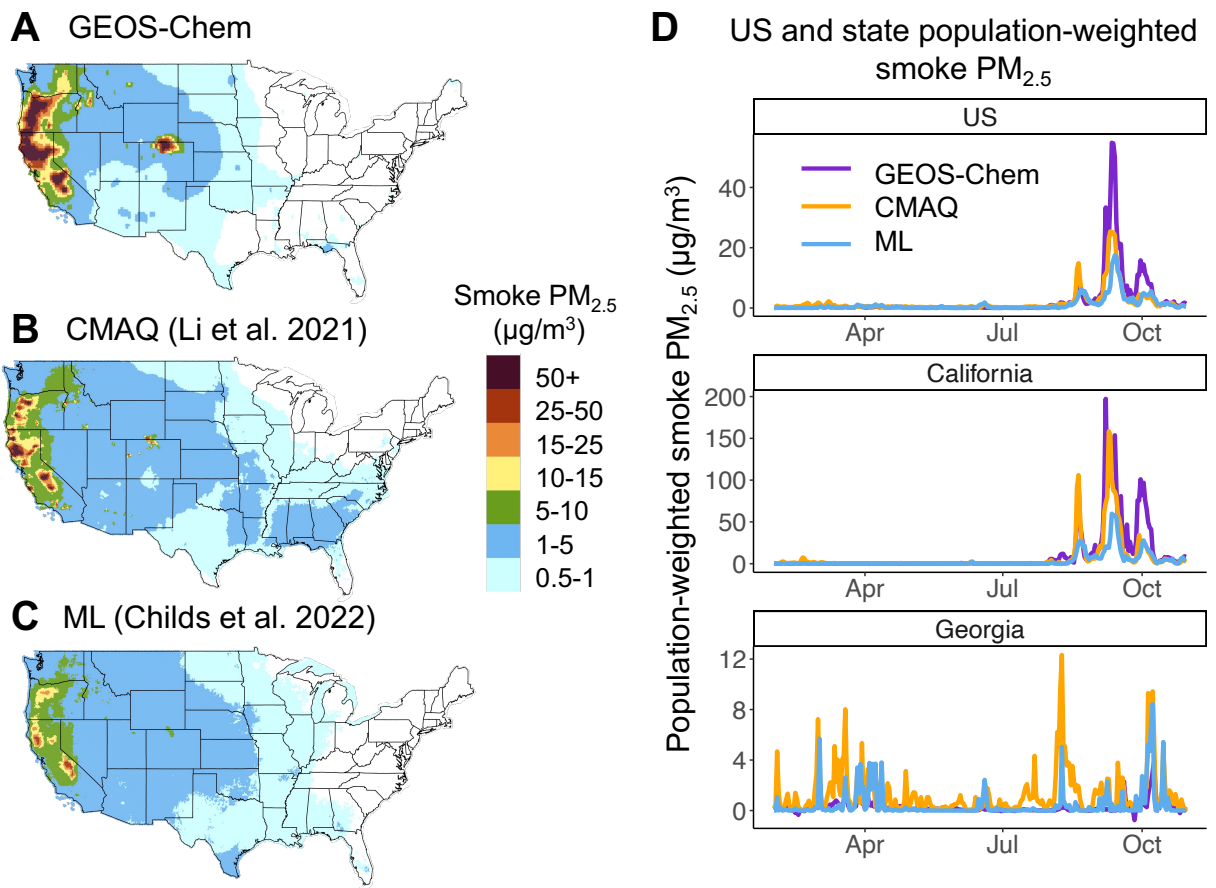 A GEOS-Chem
B CMAQ (Li et al. 2021)
C ML (Childs et al. 2022)
Smoke PM2.5
(µg/m³)
50+
25-50
15-25
10-15
5-10
1-5
0.5-1
D US and state population-weighted
smoke PM2.5
Population-weighted smoke PM2.5 (µg/m³)
US
GEOS-Chem
CMAQ
ML
40
20
0
Apr Jul Oct
California
200
150
100
50
0
Apr Jul Oct
Georgia
12
8
4
0
Apr Jul Oct